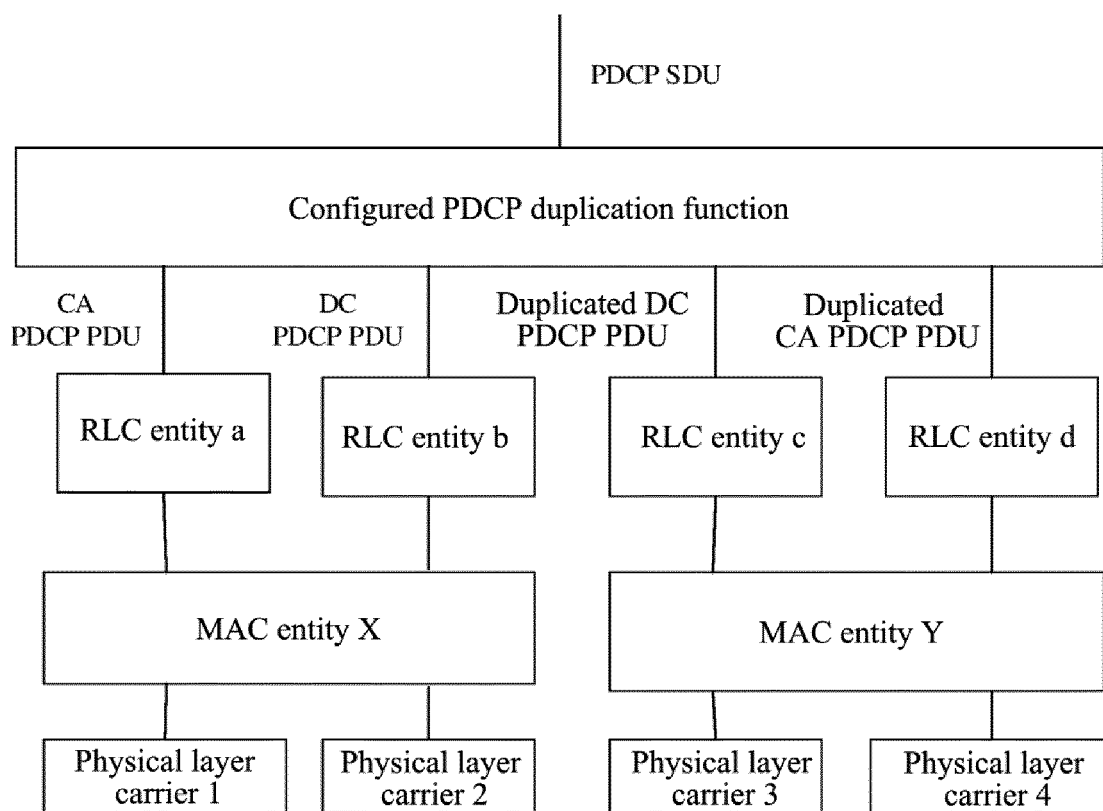 PDCP SDU
Configured PDCP duplication function
CA
PDCP PDU
DC
PDCP PDU
Duplicated DC
PDCP PDU
Duplicated
CA PDCP PDU
RLC entity a
RLC entity b
RLC entity c
RLC entity d
MAC entity X
MAC entity Y
Physical layer
carrier 1
Physical layer
carrier 2
Physical layer
carrier 3
Physical layer
carrier 4